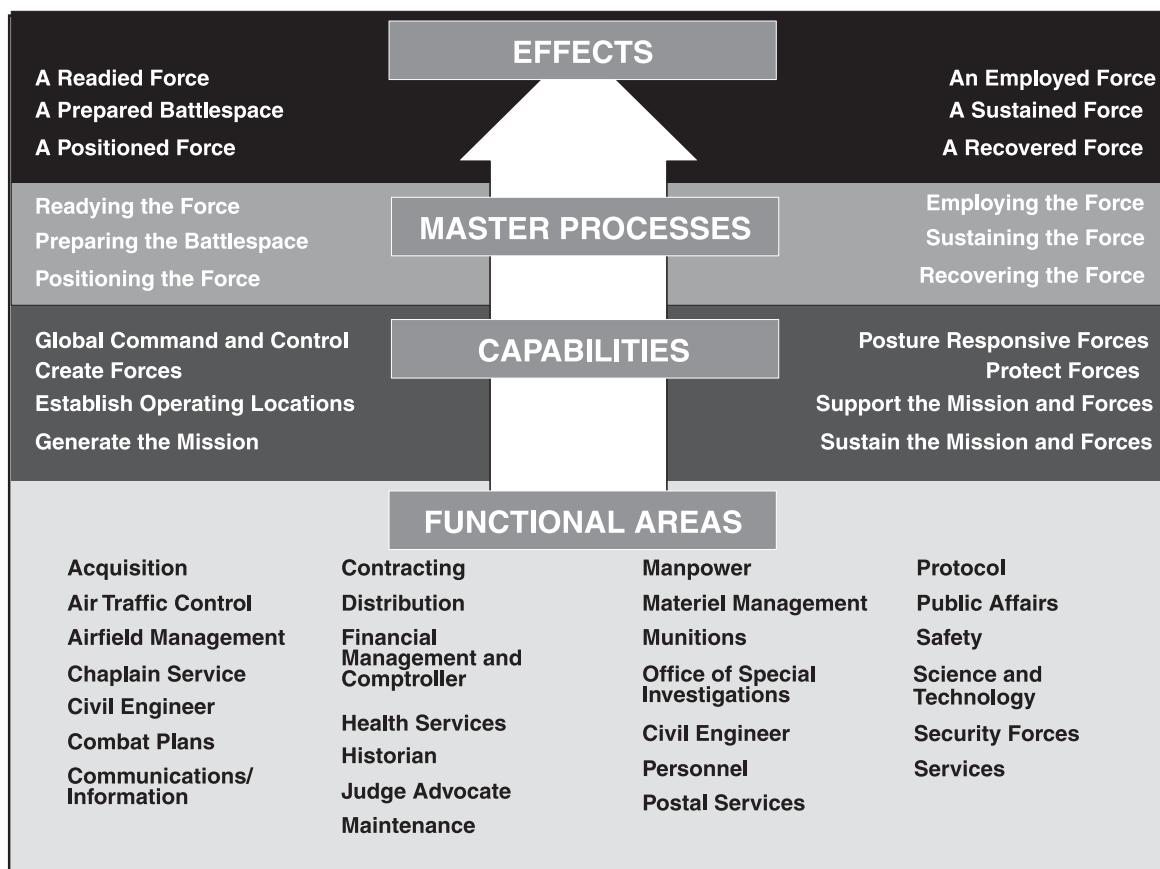 EFFECTS
A Readied Force
A Prepared Battlespace
A Positioned Force
An Employed Force
A Sustained Force
A Recovered Force
MASTER PROCESSES
Readying the Force
Preparing the Battlespace
Positioning the Force
Employing the Force
Sustaining the Force
Recovering the Force
CAPABILITIES
Global Command and Control
Create Forces
Establish Operating Locations
Generate the Mission
Posture Responsive Forces
Protect Forces
Support the Mission and Forces
Sustain the Mission and Forces
FUNCTIONAL AREAS
Acquisition
Air Traffic Control
Airfield Management
Chaplain Service
Civil Engineer
Combat Plans
Communications/
Information
Contracting
Distribution
Financial
Management and
Comptroller
Health Services
Historian
Judge Advocate
Maintenance
Manpower
Materiel Management
Munitions
Office of Special
Investigations
Civil Engineer
Personnel
Postal Services
Protocol
Public Affairs
Safety
Science and
Technology
Security Forces
Services